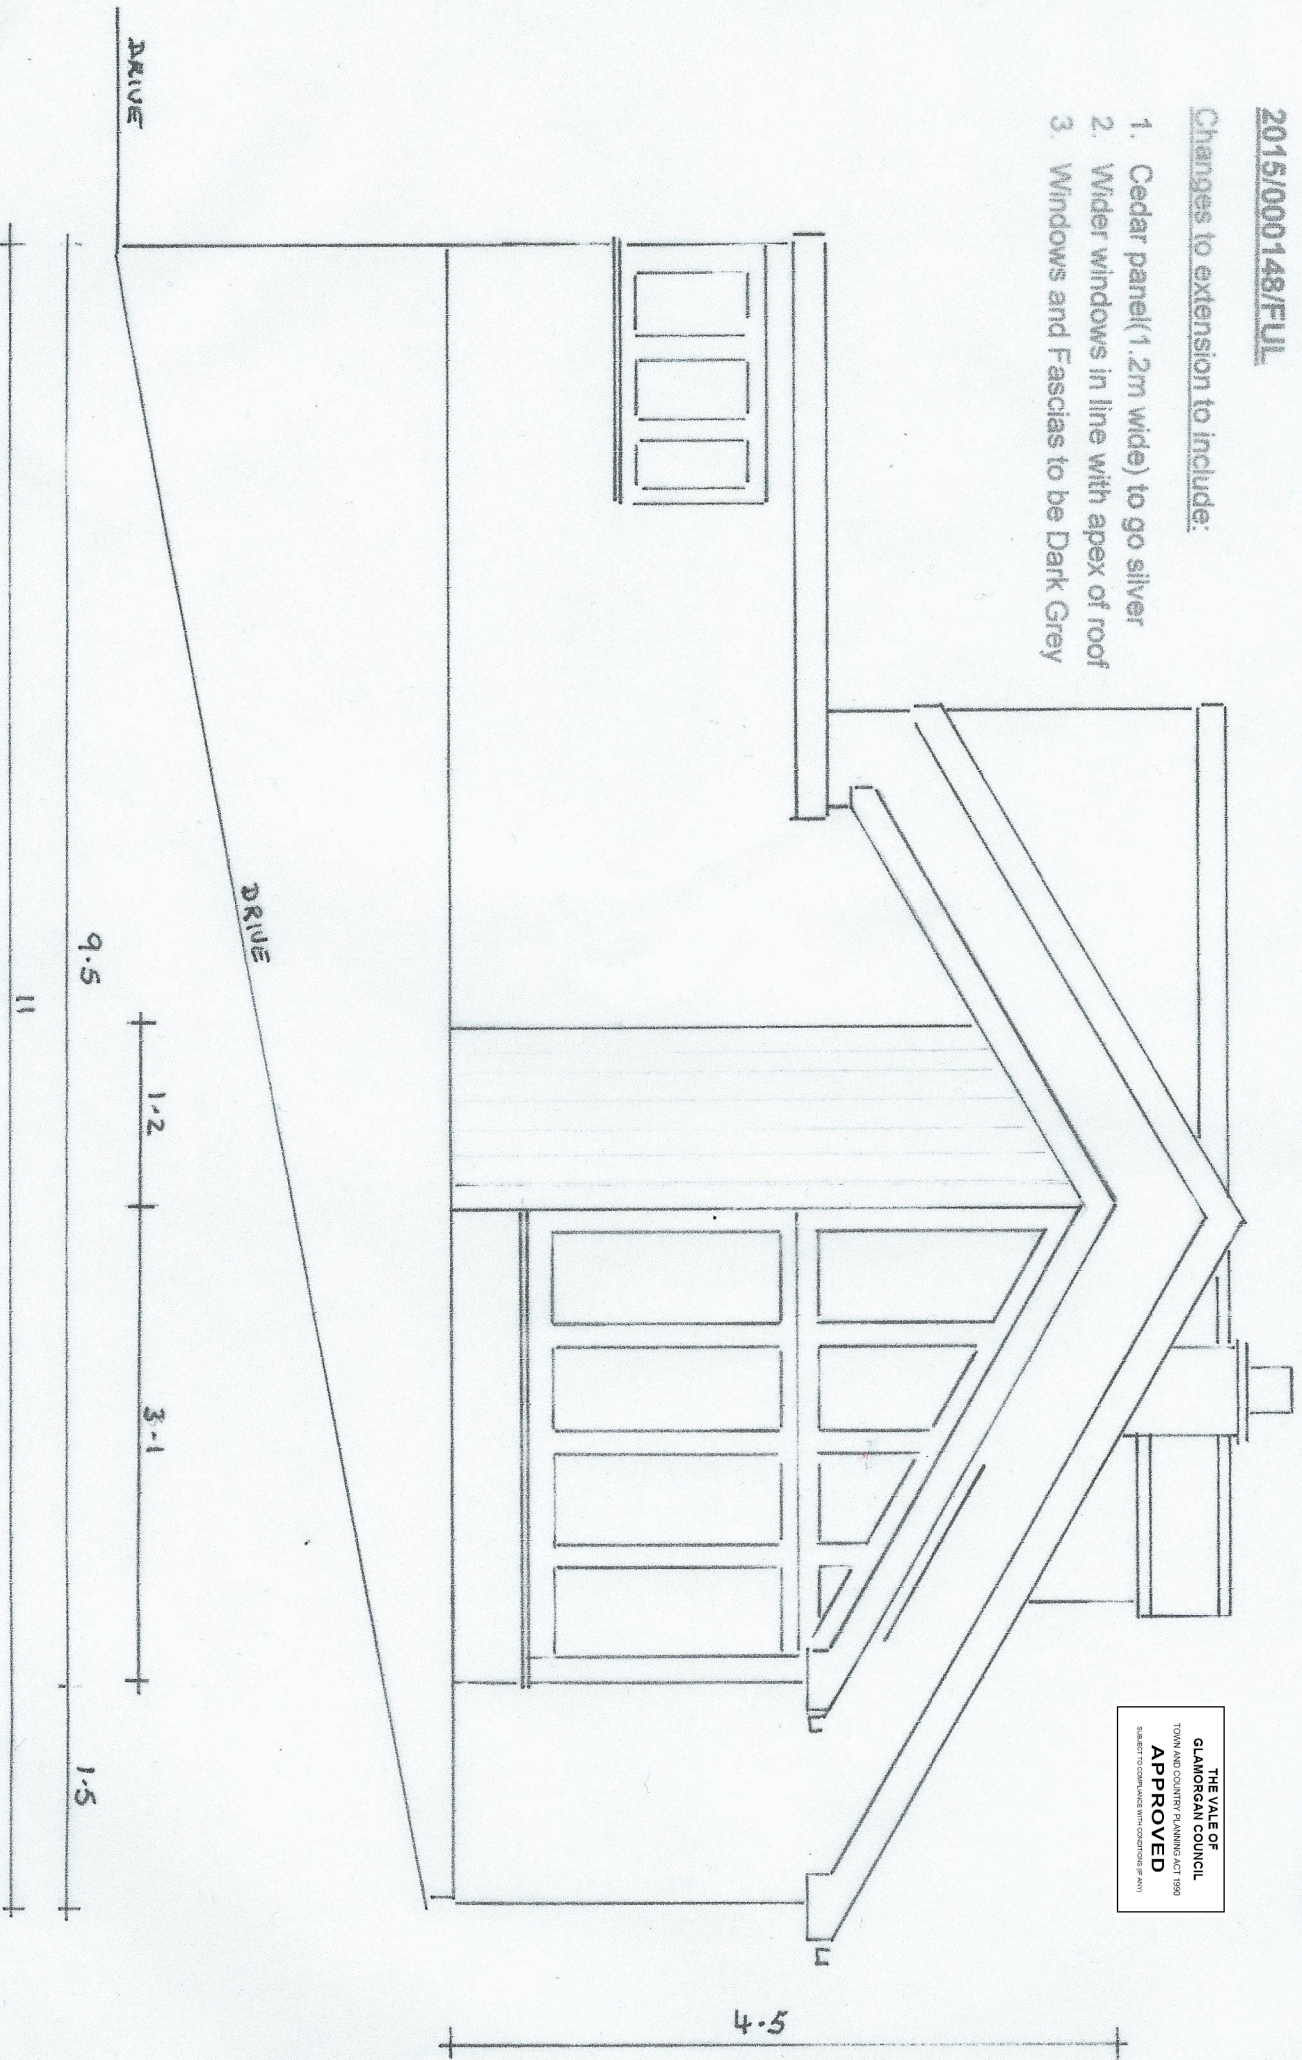 2015/000148/FUL
Changes to extension to include:
1. Cedar panel(1.2m wide) to go silver
2. Wider windows in line with apex of roof
3. Windows and Fascias to be Dark Grey
THE VALE OF
GLAMORGAN COUNCIL
TOWN AND COUNTRY PLANNING ACT 1990
APPROVED
SUBJECT TO COMPLIANCE WITH CONDITIONS (IF ANY)
4.5
DRIVE
DRIVE
1.2
3.1
9.5
1.5
11